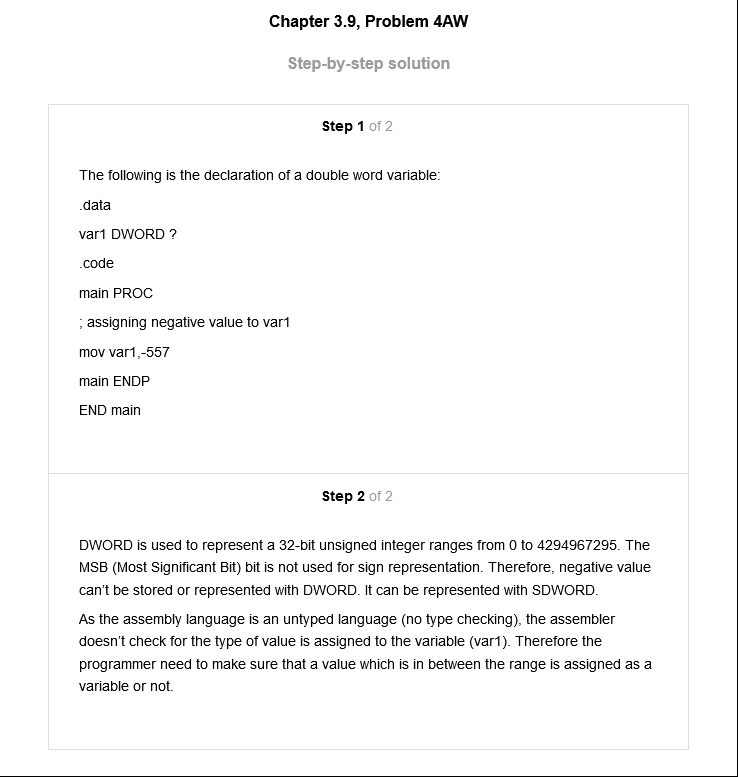 Chapter 3.9, Problem 4AW
Step-by-step solution
Step 1 of 2
The following is the declaration of a double word variable:
.data
var1 DWORD ?
.code
main PROC
; assigning negative value to var1
mov var1,-557
main ENDP
END main
Step 2 of 2
DWORD is used to represent a 32-bit unsigned integer ranges from 0 to 4294967295. The
MSB (Most Significant Bit) bit is not used for sign representation. Therefore, negative value
can’t be stored or represented with DWORD. It can be represented with SDWORD.
As the assembly language is an untyped language (no type checking), the assembler
doesn’t check for the type of value is assigned to the variable (var1). Therefore the
programmer need to make sure that a value which is in between the range is assigned as a
variable or not.